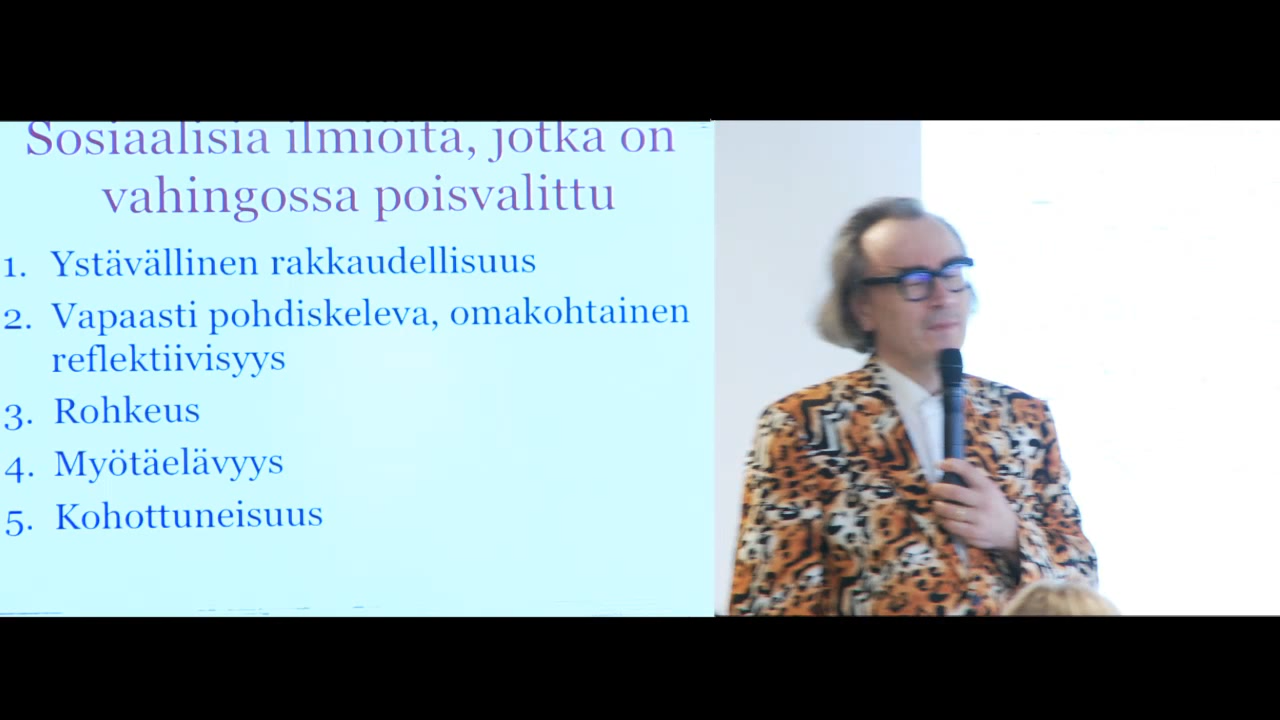 Sosiaalisia ilmiöitä, jotka on
vahingossa poisvalittu
1. Ystävällinen rakkaudellisuus
2. Vapaasti pohdiskeleva, omakohtainen
reflektiivisyys
3. Rohkeus
4. Myötäelävyys
5. Kohottuneisuus